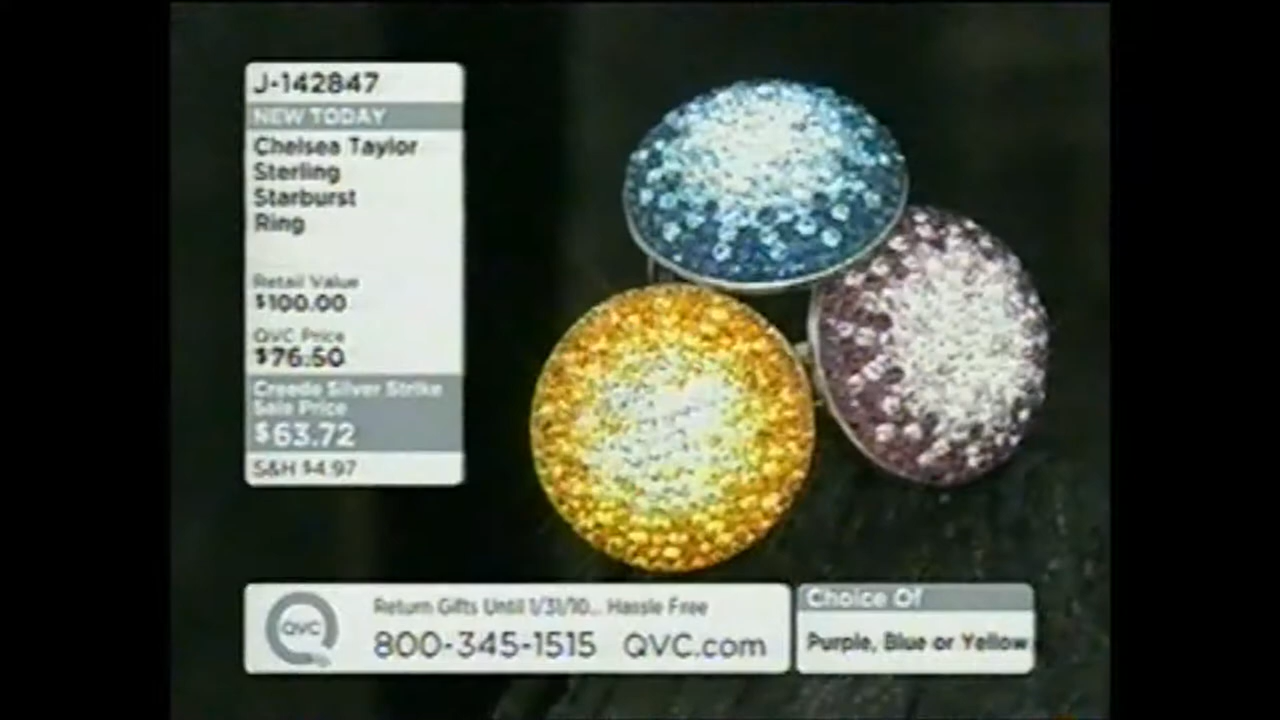 J-142847
NEW TODAY
Chelsea Taylor
Sterling
Starburst
Ring
Retail Value
$100.00
QVC Price
$76.50
Creedo Silver Strike
Sale Price
$63.72
S&H $4.97
QVC
Return Gifts Until 1/31/10... Hassle Free
800-345-1515 QVC.com
Choice Of
Purple, Blue or Yellow